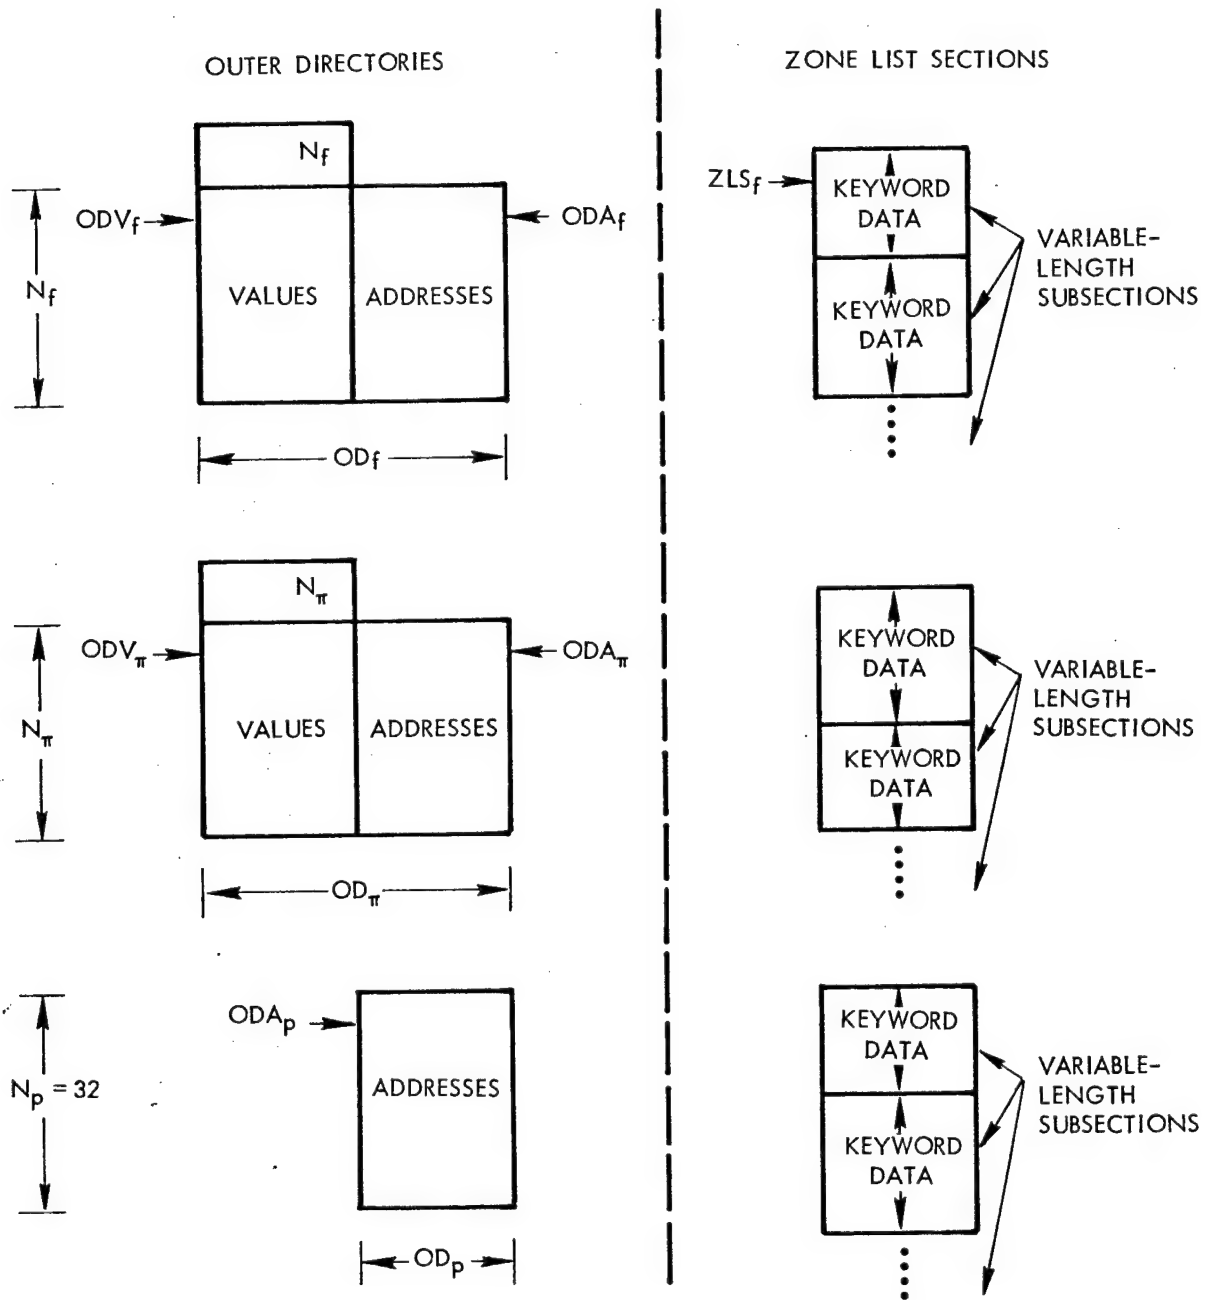 OUTER DIRECTORIES
ZONE LIST SECTIONS
N_f
ODV_f
ODA_f
N_f
VALUES
ADDRESSES
OD_f
ZLS_f
KEYWORD
DATA
KEYWORD
DATA
VARIABLE-
LENGTH
SUBSECTIONS
N_π
ODV_π
ODA_π
N_π
VALUES
ADDRESSES
OD_π
KEYWORD
DATA
KEYWORD
DATA
VARIABLE-
LENGTH
SUBSECTIONS
ODA_p
N_p = 32
ADDRESSES
OD_p
KEYWORD
DATA
KEYWORD
DATA
VARIABLE-
LENGTH
SUBSECTIONS